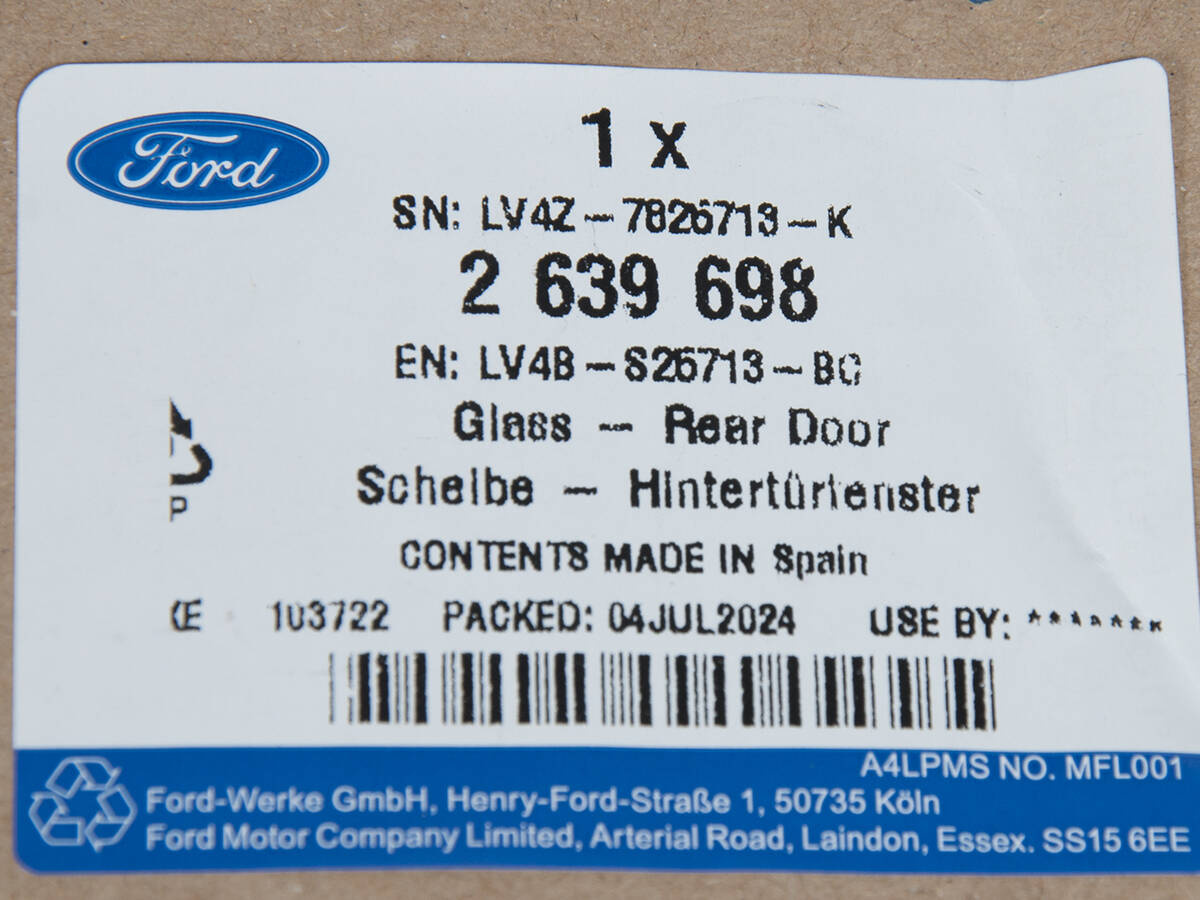 Ford
1 x
SN: LV4Z-7826713-K
2 639 698
EN: LV4B-S26713-BC
Glass - Rear Door
Scheibe - Hintertürfenster
P
CONTENTS MADE IN Spain
KE 103722 PACKED: 04JUL2024 USE BY: *******
A4LPMS NO. MFL001
Ford-Werke GmbH, Henry-Ford-Straße 1, 50735 Köln
Ford Motor Company Limited, Arterial Road, Laindon, Essex. SS15 6EE